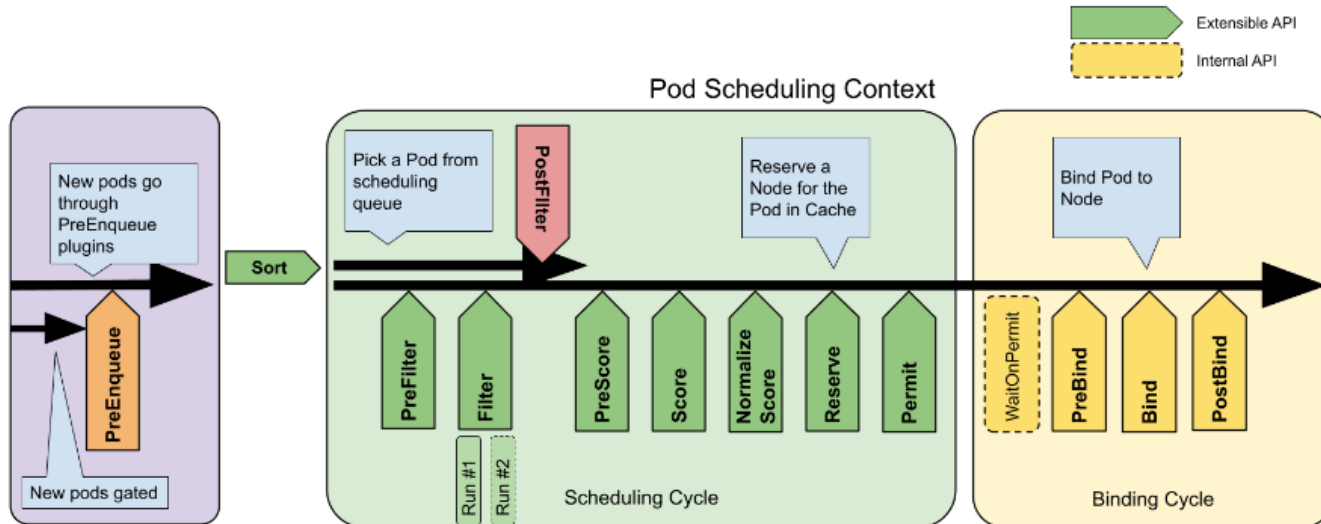 Extensible API
Internal API
Pod Scheduling Context
New pods go
through
PreEnqueue
plugins
PreEnqueue
New pods gated
Sort
Pick a Pod from
scheduling
queue
PostFilter
Reserve a
Node for the
Pod in Cache
PreFilter
Filter
Run #1
Run #2
PreScore
Score
Normalize
Score
Reserve
Permit
Scheduling Cycle
Bind Pod to
Node
WaitOnPermit
PreBind
Bind
PostBind
Binding Cycle